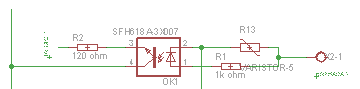 R2
SFH618A3X007
R13
120 ohm
3
4
2
1
OK1
R1
1k ohm
VARISTOR-5
X2-1